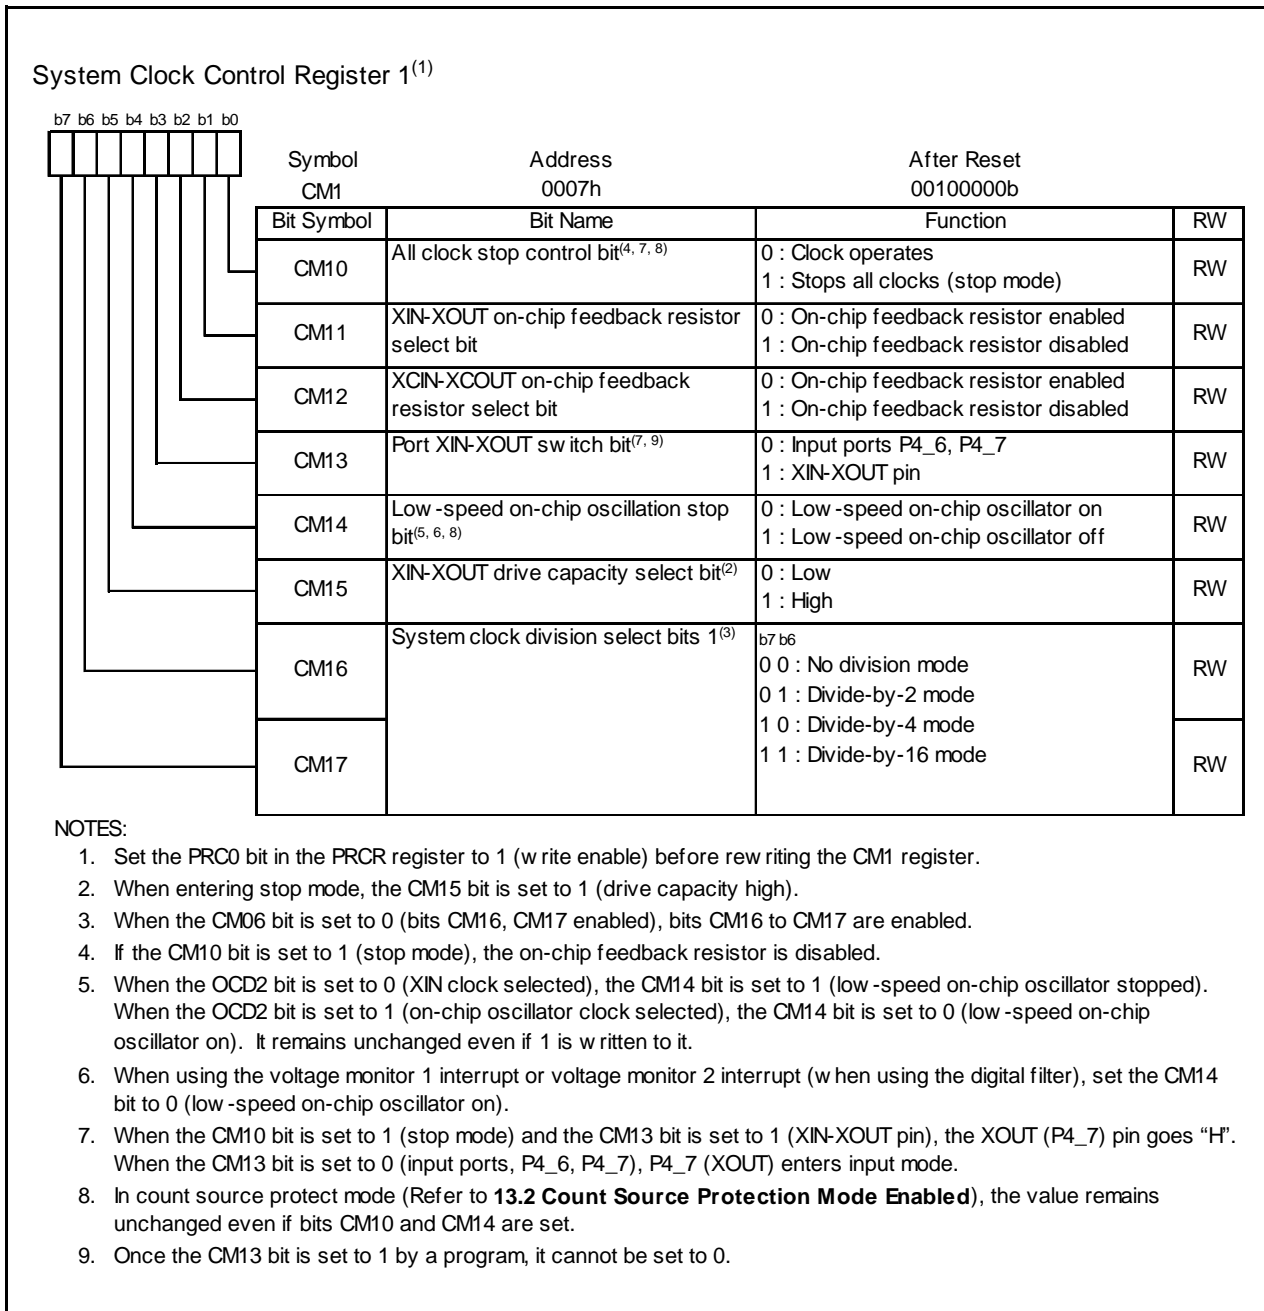 System Clock Control Register 1(1)
b7 b6 b5 b4 b3 b2 b1 b0
Symbol Address After Reset
CM1 0007h 00100000b
Bit Symbol Bit Name Function RW
CM10 All clock stop control bit(4, 7, 8) 0 : Clock operates RW
1 : Stops all clocks (stop mode)
CM11 XIN-XOUT on-chip feedback resistor 0 : On-chip feedback resistor enabled RW
select bit 1 : On-chip feedback resistor disabled
CM12 XCIN-XCOUT on-chip feedback 0 : On-chip feedback resistor enabled RW
resistor select bit 1 : On-chip feedback resistor disabled
CM13 Port XIN-XOUT switch bit(7, 9) 0 : Input ports P4_6, P4_7 RW
1 : XIN-XOUT pin
CM14 Low-speed on-chip oscillation stop 0 : Low-speed on-chip oscillator on RW
bit(5, 6, 8) 1 : Low-speed on-chip oscillator off
CM15 XIN-XOUT drive capacity select bit(2) 0 : Low RW
1 : High
CM16 System clock division select bits 1(3) b7 b6 RW
0 0 : No division mode
0 1 : Divide-by-2 mode
1 0 : Divide-by-4 mode
CM17 1 1 : Divide-by-16 mode RW
NOTES:
1. Set the PRC0 bit in the PRCR register to 1 (write enable) before rewriting the CM1 register.
2. When entering stop mode, the CM15 bit is set to 1 (drive capacity high).
3. When the CM06 bit is set to 0 (bits CM16, CM17 enabled), bits CM16 to CM17 are enabled.
4. If the CM10 bit is set to 1 (stop mode), the on-chip feedback resistor is disabled.
5. When the OCD2 bit is set to 0 (XIN clock selected), the CM14 bit is set to 1 (low-speed on-chip oscillator stopped).
When the OCD2 bit is set to 1 (on-chip oscillator clock selected), the CM14 bit is set to 0 (low-speed on-chip
oscillator on). It remains unchanged even if 1 is written to it.
6. When using the voltage monitor 1 interrupt or voltage monitor 2 interrupt (when using the digital filter), set the CM14
bit to 0 (low-speed on-chip oscillator on).
7. When the CM10 bit is set to 1 (stop mode) and the CM13 bit is set to 1 (XIN-XOUT pin), the XOUT (P4_7) pin goes “H”.
When the CM13 bit is set to 0 (input ports, P4_6, P4_7), P4_7 (XOUT) enters input mode.
8. In count source protect mode (Refer to 13.2 Count Source Protection Mode Enabled), the value remains
unchanged even if bits CM10 and CM14 are set.
9. Once the CM13 bit is set to 1 by a program, it cannot be set to 0.